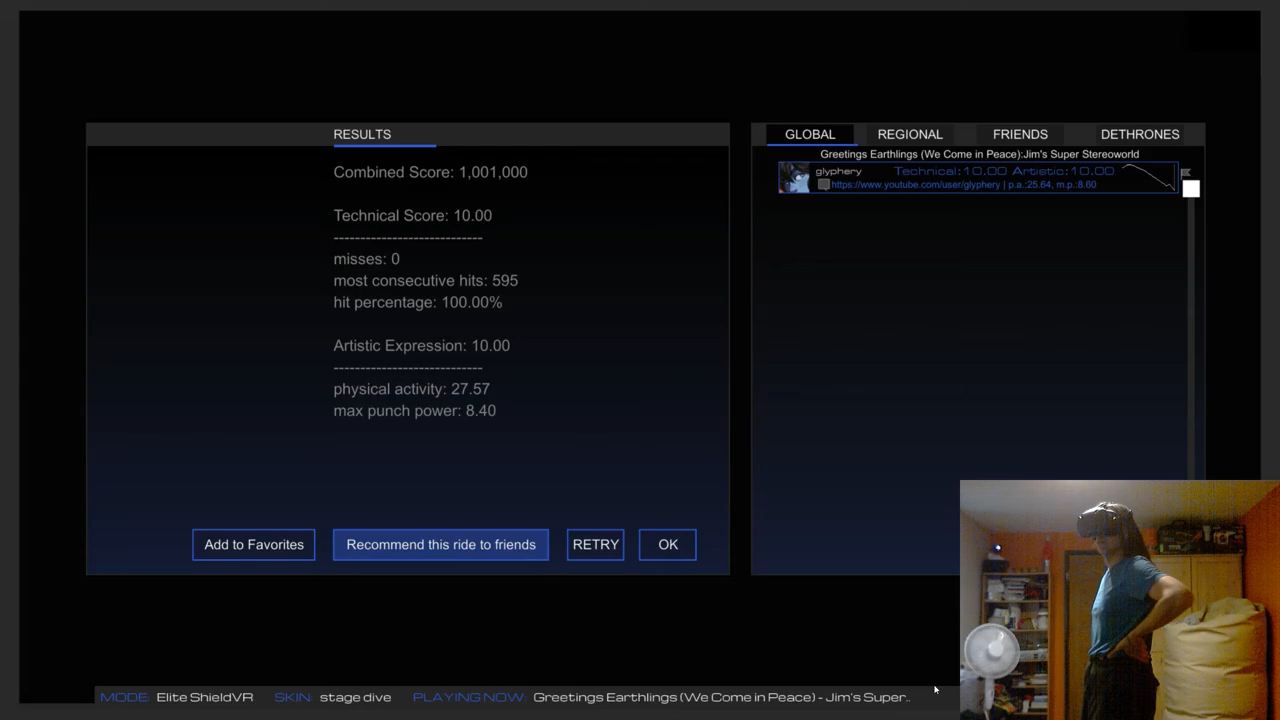 RESULTS
Combined Score: 1,001,000
Technical Score: 10.00
----------------------------
misses: 0
most consecutive hits: 595
hit percentage: 100.00%
Artistic Expression: 10.00
----------------------------
physical activity: 27.57
max punch power: 8.40
Add to Favorites
Recommend this ride to friends
RETRY
OK
GLOBAL REGIONAL FRIENDS DETHRONES
Greetings Earthlings (We Come in Peace):Jim's Super Stereoworld
glyphery Technical:10.00 Artistic:10.00
https://www.youtube.com/user/glyphery | p.a.:25.64, m.p.:8.60
MODE: Elite ShieldVR SKIN: stage dive PLAYING NOW: Greetings Earthlings (We Come in Peace) - Jim's Super..